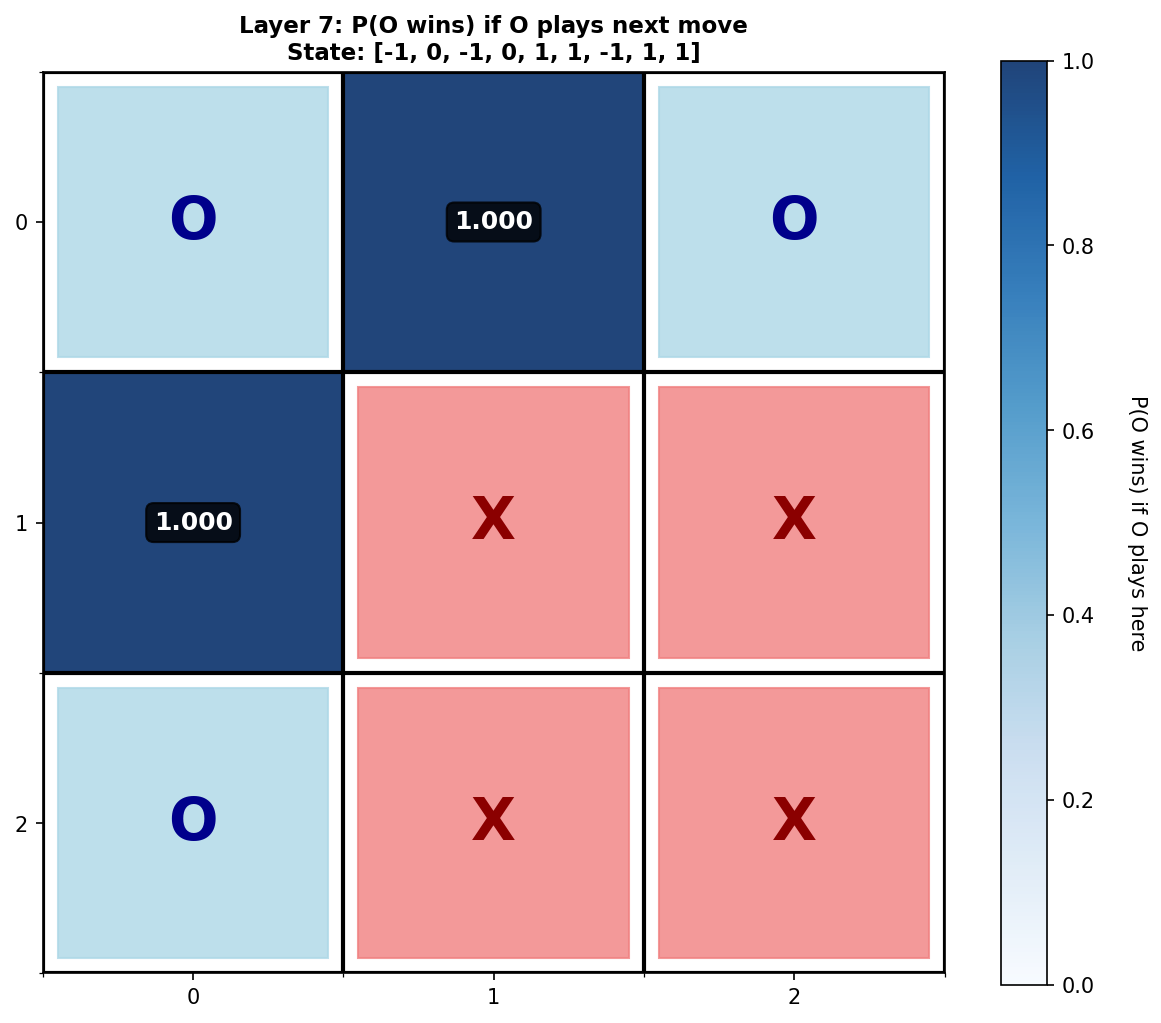 Layer 7: P(O wins) if O plays next move
State: [-1, 0, -1, 0, 1, 1, -1, 1, 1]
O 1.000 O
1.000 X X
O X X
0
1
2
0 1 2
1.0
0.8
0.6
0.4
0.2
0.0
P(O wins) if O plays here